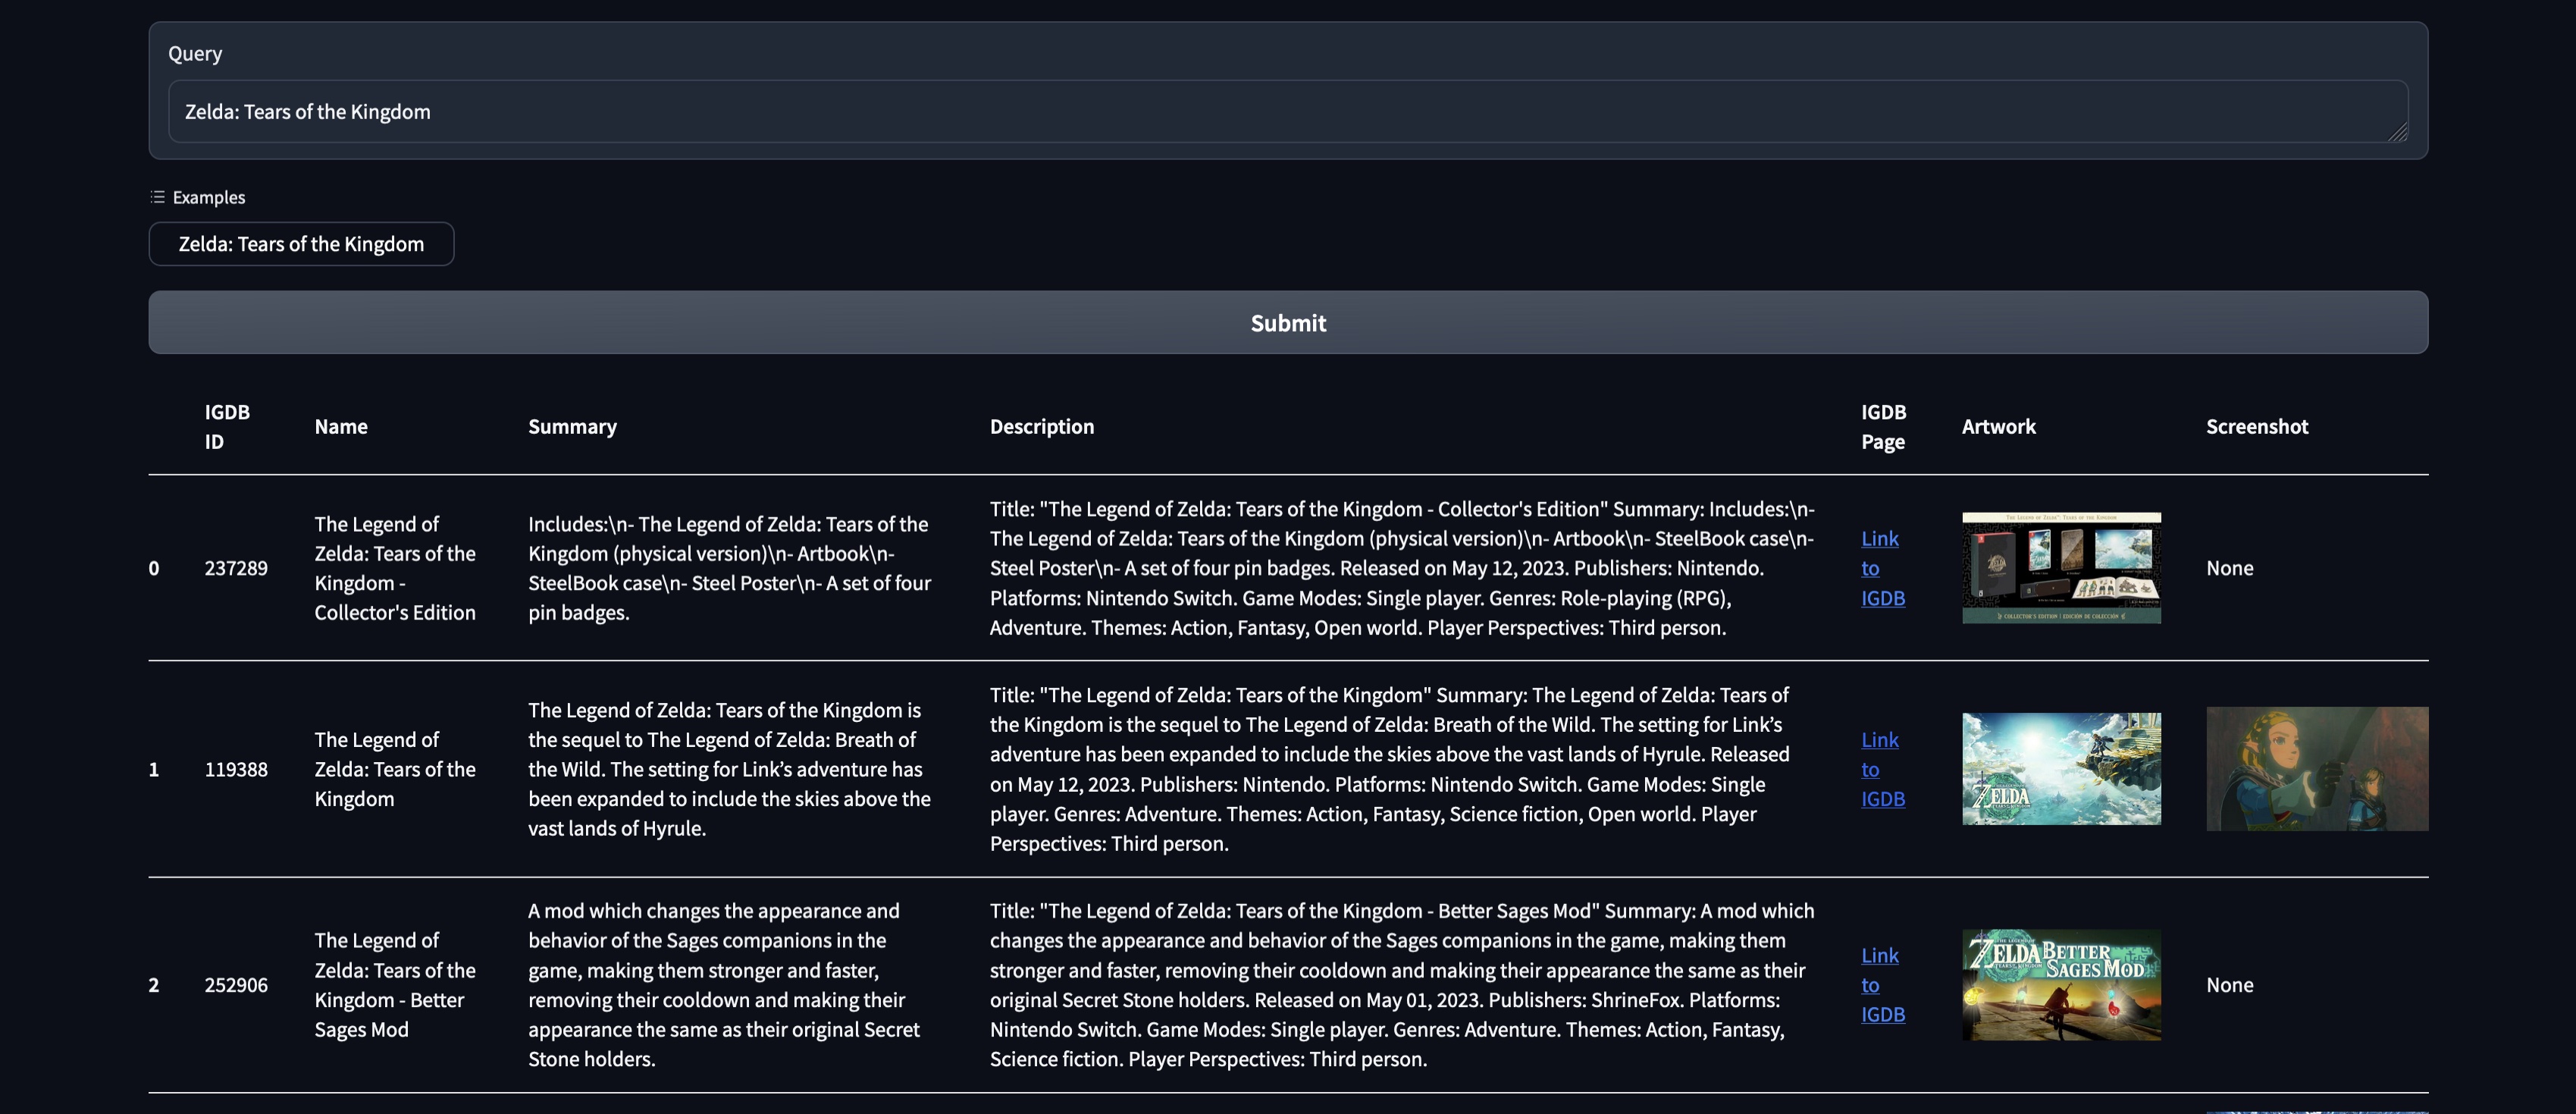 Query
Zelda: Tears of the Kingdom
Examples
Zelda: Tears of the Kingdom
Submit
IGDB
ID
Name
Summary
Description
IGDB
Page
Artwork
Screenshot
0
237289
The Legend of
Zelda: Tears of the
Kingdom -
Collector's Edition
Includes:\n- The Legend of Zelda: Tears of the
Kingdom (physical version)\n- Artbook\n-
SteelBook case\n- Steel Poster\n- A set of four
pin badges.
Title: "The Legend of Zelda: Tears of the Kingdom - Collector's Edition" Summary: Includes:\n-
The Legend of Zelda: Tears of the Kingdom (physical version)\n- Artbook\n- SteelBook case\n-
Steel Poster\n- A set of four pin badges. Released on May 12, 2023. Publishers: Nintendo.
Platforms: Nintendo Switch. Game Modes: Single player. Genres: Role-playing (RPG),
Adventure. Themes: Action, Fantasy, Open world. Player Perspectives: Third person.
Link
to
IGDB
The Legend of Zelda: Tears of the Kingdom
COLLECTOR'S EDITION | EDICIÓN DE COLECCIÓN
None
1
119388
The Legend of
Zelda: Tears of the
Kingdom
The Legend of Zelda: Tears of the Kingdom is
the sequel to The Legend of Zelda: Breath of
the Wild. The setting for Link’s adventure has
been expanded to include the skies above the
vast lands of Hyrule.
Title: "The Legend of Zelda: Tears of the Kingdom" Summary: The Legend of Zelda: Tears of
the Kingdom is the sequel to The Legend of Zelda: Breath of the Wild. The setting for Link’s
adventure has been expanded to include the skies above the vast lands of Hyrule. Released
on May 12, 2023. Publishers: Nintendo. Platforms: Nintendo Switch. Game Modes: Single
player. Genres: Adventure. Themes: Action, Fantasy, Science fiction, Open world. Player
Perspectives: Third person.
Link
to
IGDB
ZELDA
2
252906
The Legend of
Zelda: Tears of the
Kingdom - Better
Sages Mod
A mod which changes the appearance and
behavior of the Sages companions in the
game, making them stronger and faster,
removing their cooldown and making their
appearance the same as their original Secret
Stone holders.
Title: "The Legend of Zelda: Tears of the Kingdom - Better Sages Mod" Summary: A mod which
changes the appearance and behavior of the Sages companions in the game, making them
stronger and faster, removing their cooldown and making their appearance the same as their
original Secret Stone holders. Released on May 01, 2023. Publishers: ShrineFox. Platforms:
Nintendo Switch. Game Modes: Single player. Genres: Adventure. Themes: Action, Fantasy,
Science fiction. Player Perspectives: Third person.
Link
to
IGDB
ZELDA BETTER
SAGES MOD
None